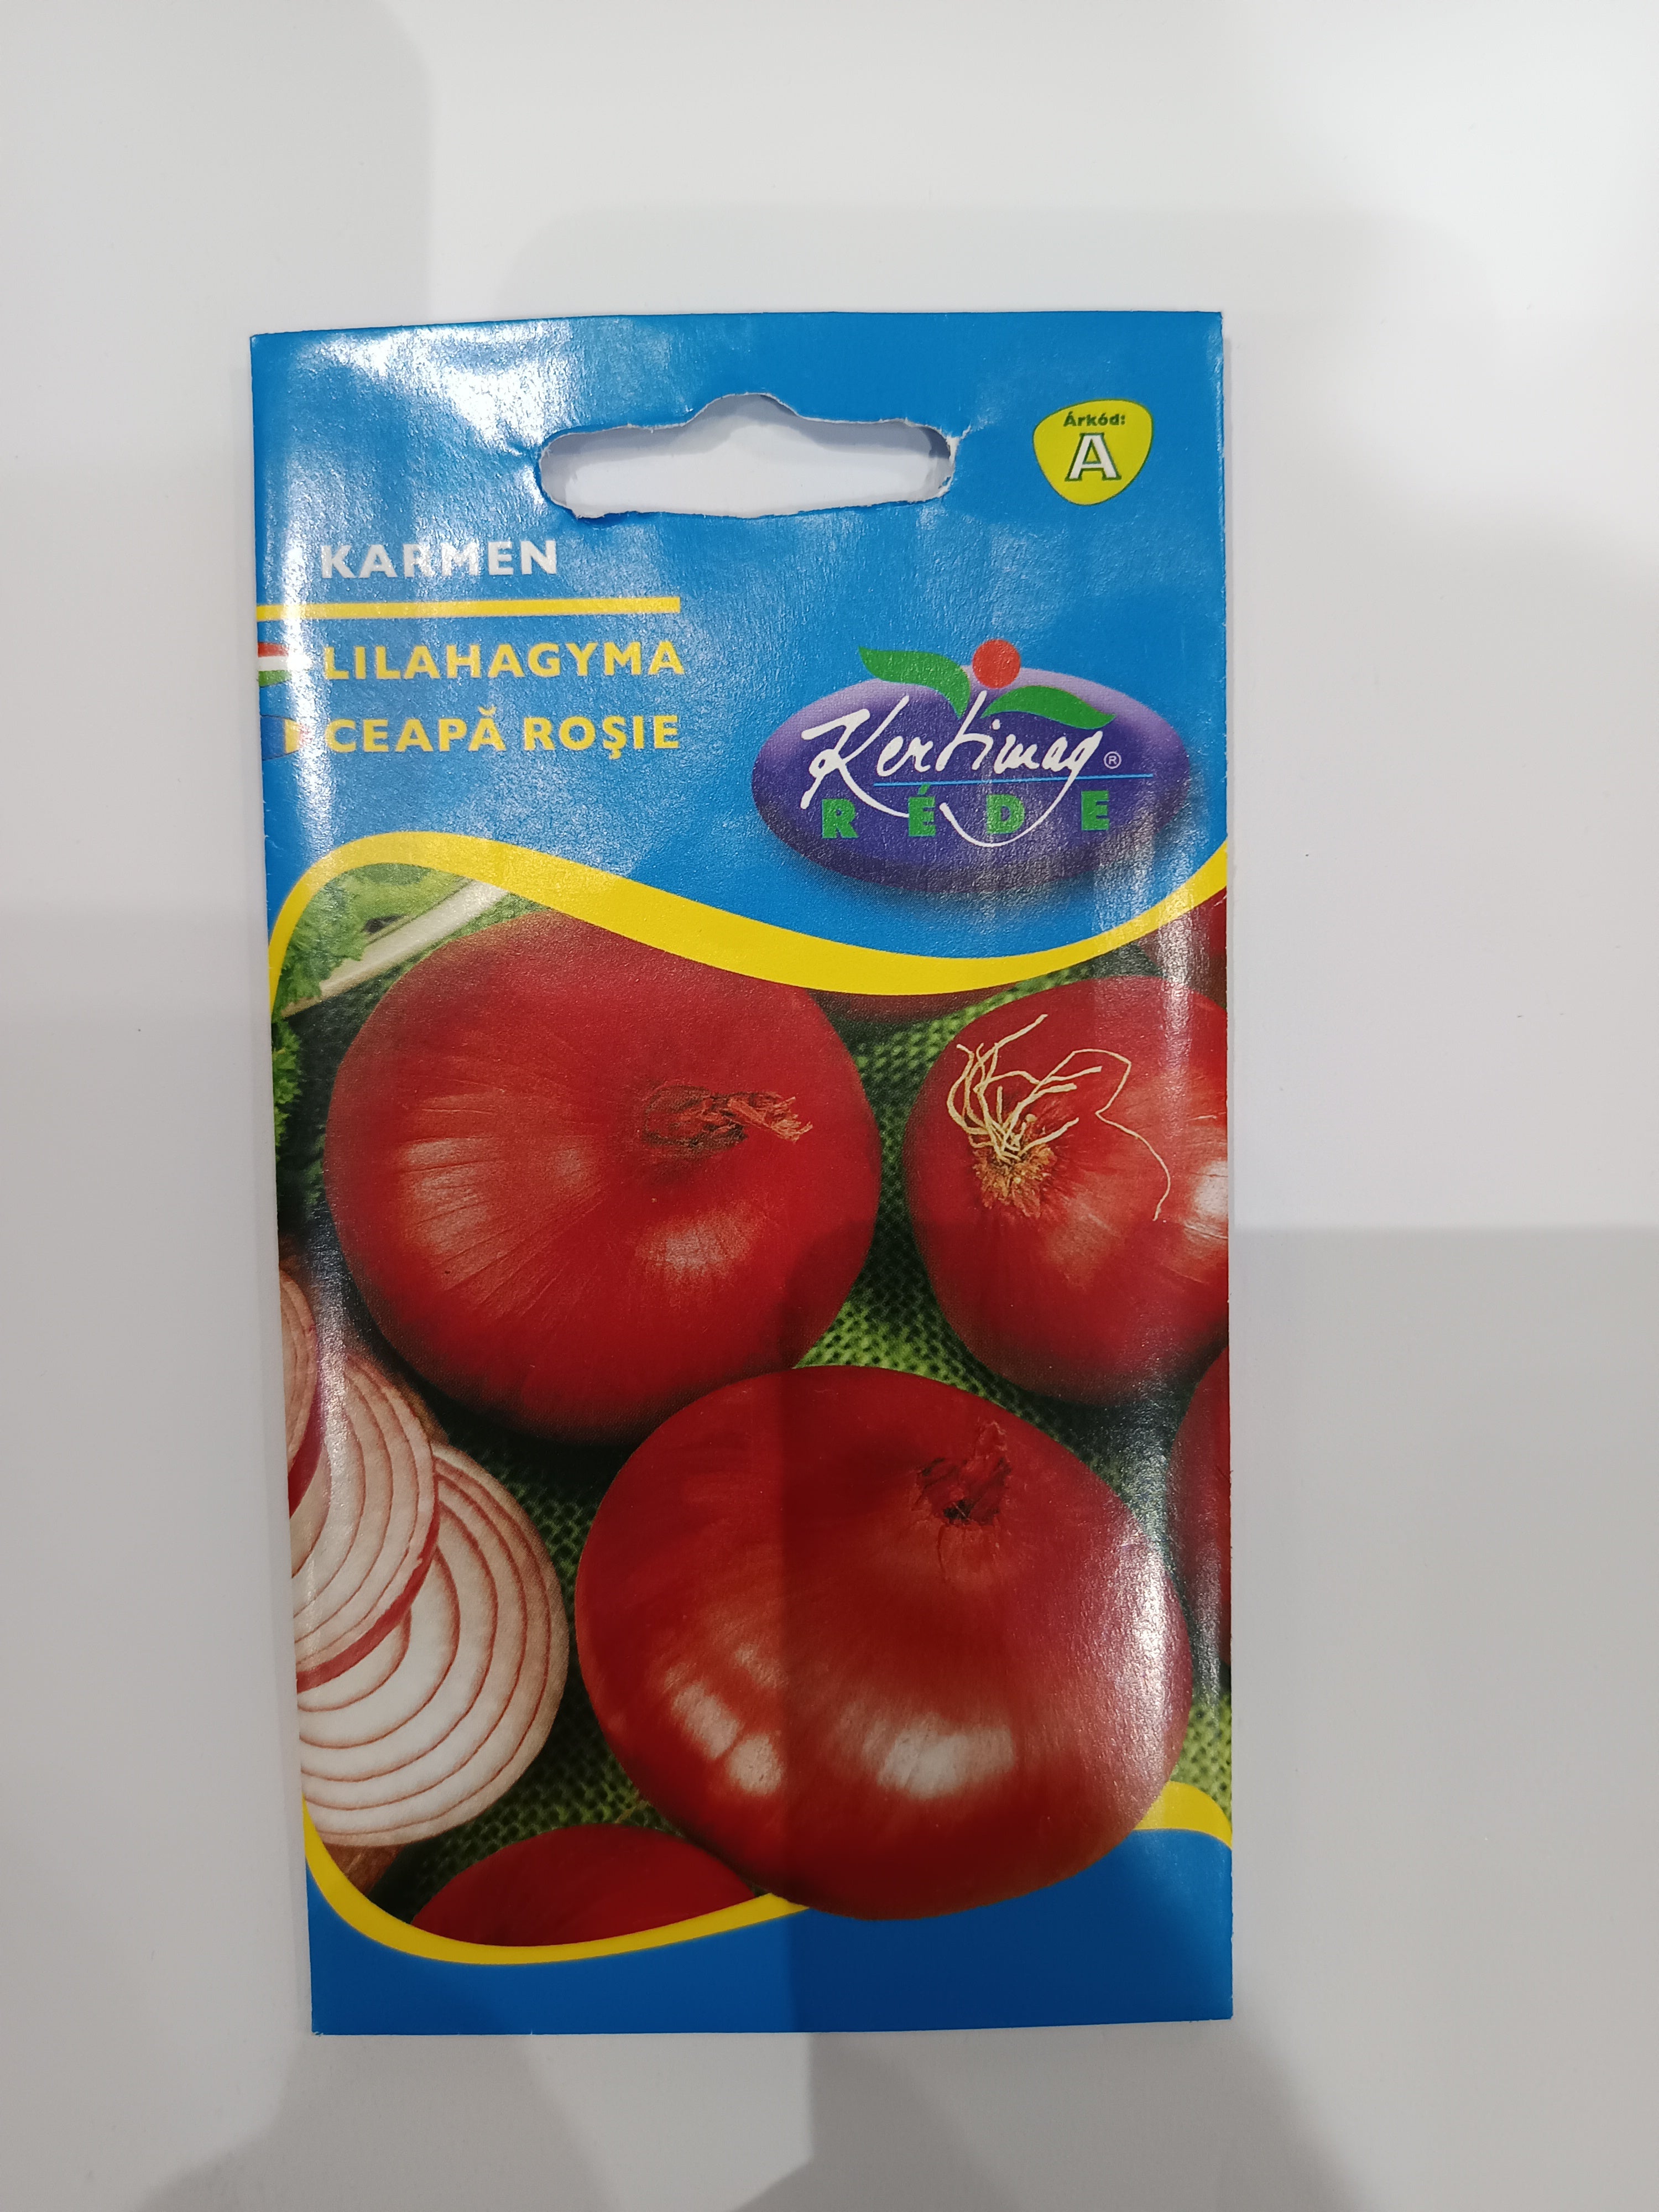 Árkód:
A
KARMEN
LILAHAGYMA
CEAPĂ ROŞIE
Kertimag®
RÉDE